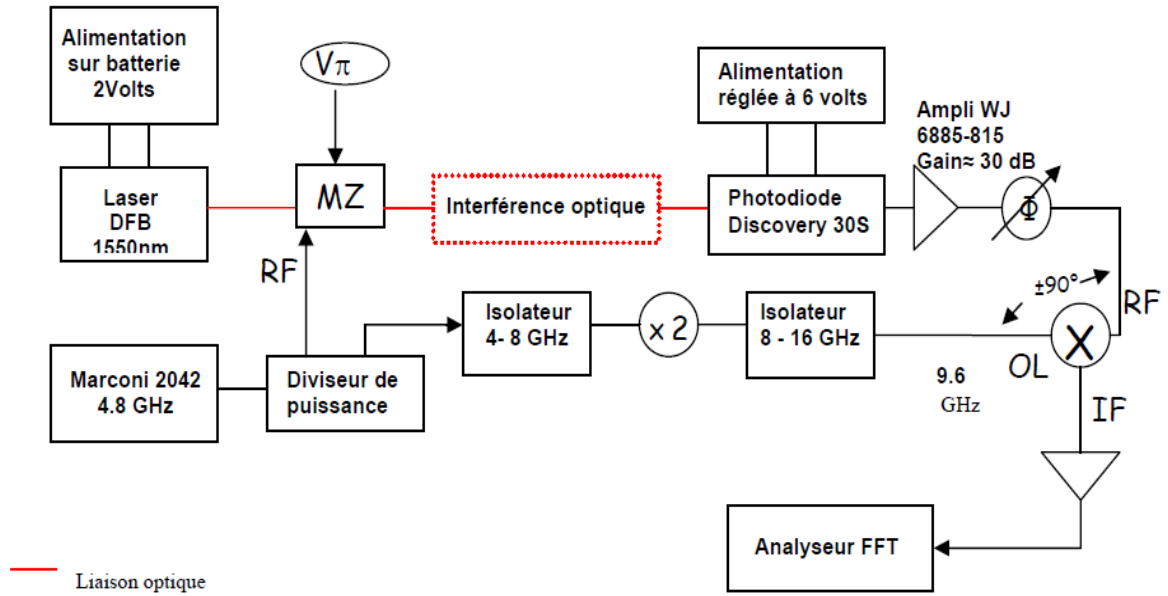 Alimentation
sur batterie
2Volts
Vπ
Alimentation
réglée à 6 volts
Ampli WJ
6885-815
Gain≈ 30 dB
Laser
DFB
1550nm
MZ
Interférence optique
Photodiode
Discovery 30S
Φ
RF
±90°
RF
Isolateur
4- 8 GHz
x 2
Isolateur
8 - 16 GHz
X
OL
Marconi 2042
4.8 GHz
Diviseur de
puissance
9.6
GHz
IF
Analyseur FFT
Liaison optique